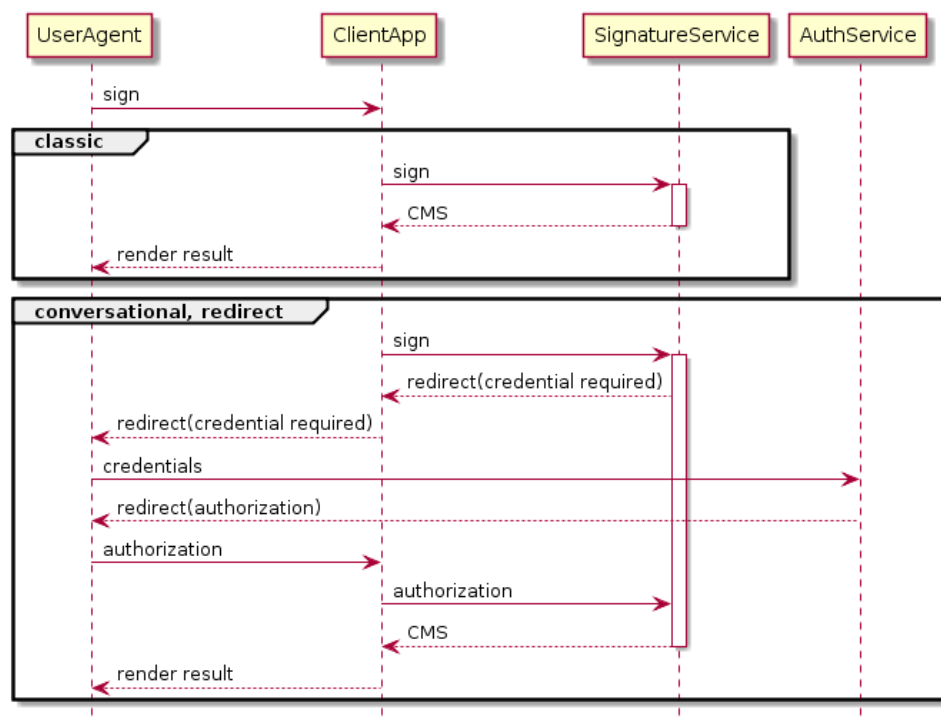 UserAgent
ClientApp
SignatureService
AuthService
sign
classic
sign
CMS
render result
conversational, redirect
sign
redirect(credential required)
redirect(credential required)
credentials
redirect(authorization)
authorization
authorization
CMS
render result